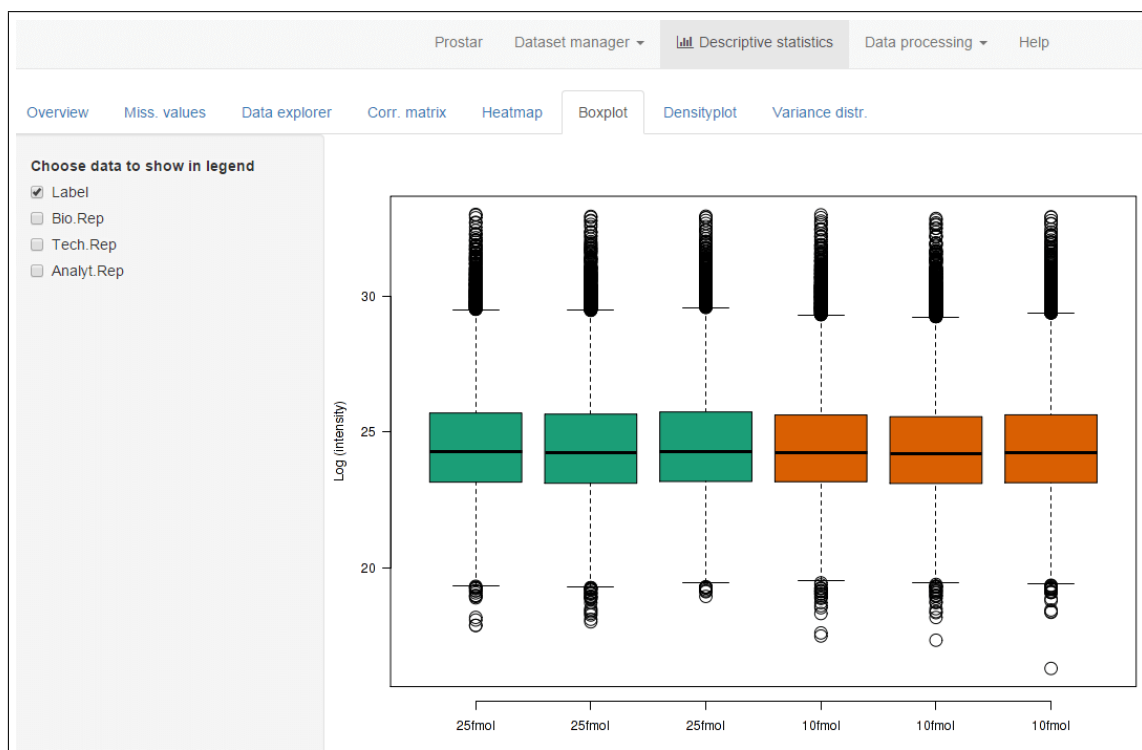 Prostar Dataset manager Descriptive statistics Data processing Help
Overview Miss. values Data explorer Corr. matrix Heatmap Boxplot Densityplot Variance distr.
Choose data to show in legend
Label
Bio.Rep
Tech.Rep
Analyt.Rep
Log (intensity)
30
25
20
25fmol 25fmol 25fmol 10fmol 10fmol 10fmol